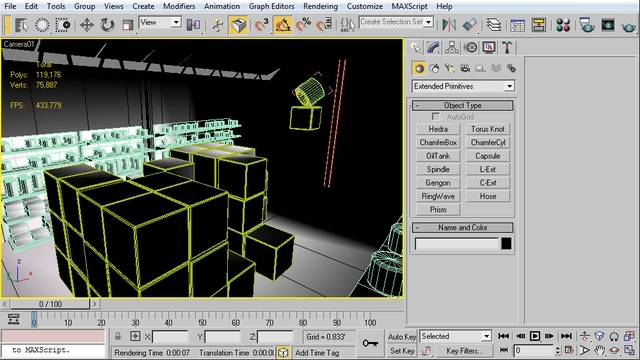 File Edit Tools Group Views Create Modifiers Animation Graph Editors Rendering Customize MAXScript Help
View
Create Selection Set
Camera01
Total
Polys: 119,176
Verts: 75,887
FPS: 433.779
Extended Primitives
Object Type
AutoGrid
Hedra Torus Knot
ChamferBox ChamferCyl
OilTank Capsule
Spindle L-Ext
Gengon C-Ext
RingWave Hose
Prism
Name and Color
z
x
0 / 100
0 10 20 30 40 50 60 70 80 90 100
X: Y: Z: Grid = 0.833' Auto Key Selected
to MAXScript. Rendering Time 0:00:07 Translation Time 0:00:0 Add Time Tag Set Key Key Filters... 0